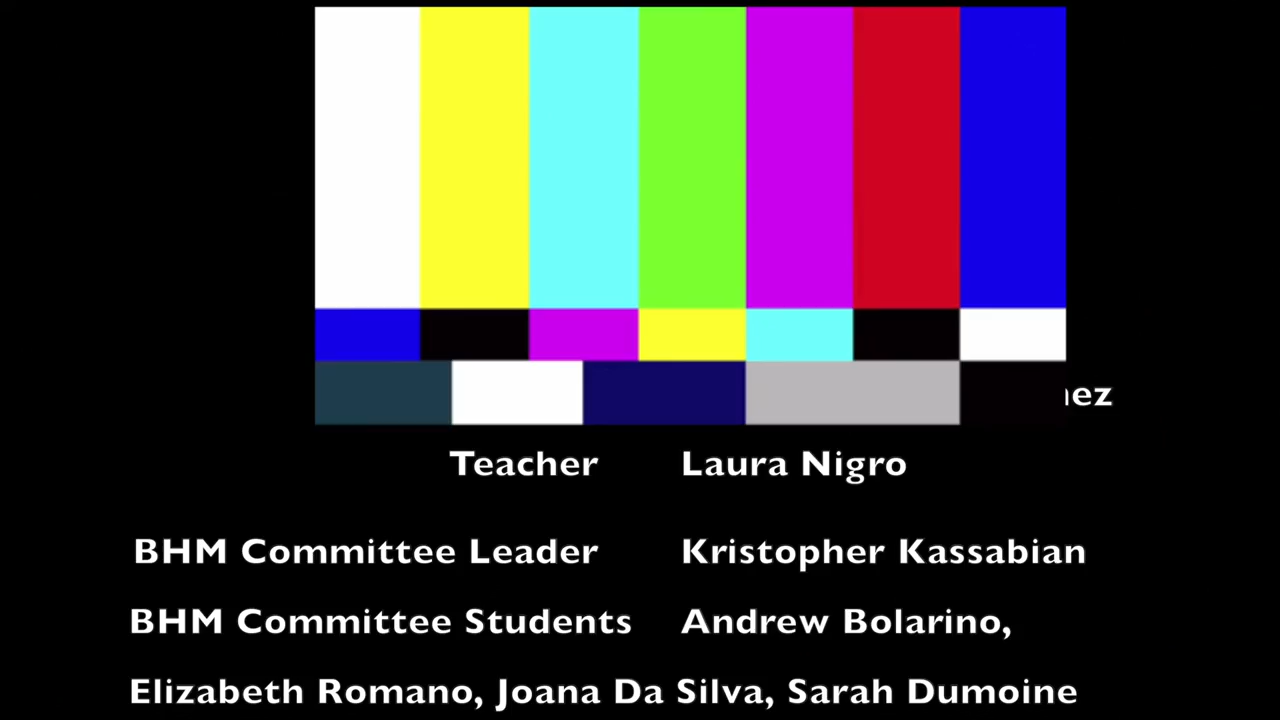 Teacher Laura Nigro
BHM Committee Leader Kristopher Kassabian
BHM Committee Students Andrew Bolarino,
Elizabeth Romano, Joana Da Silva, Sarah Dumoine